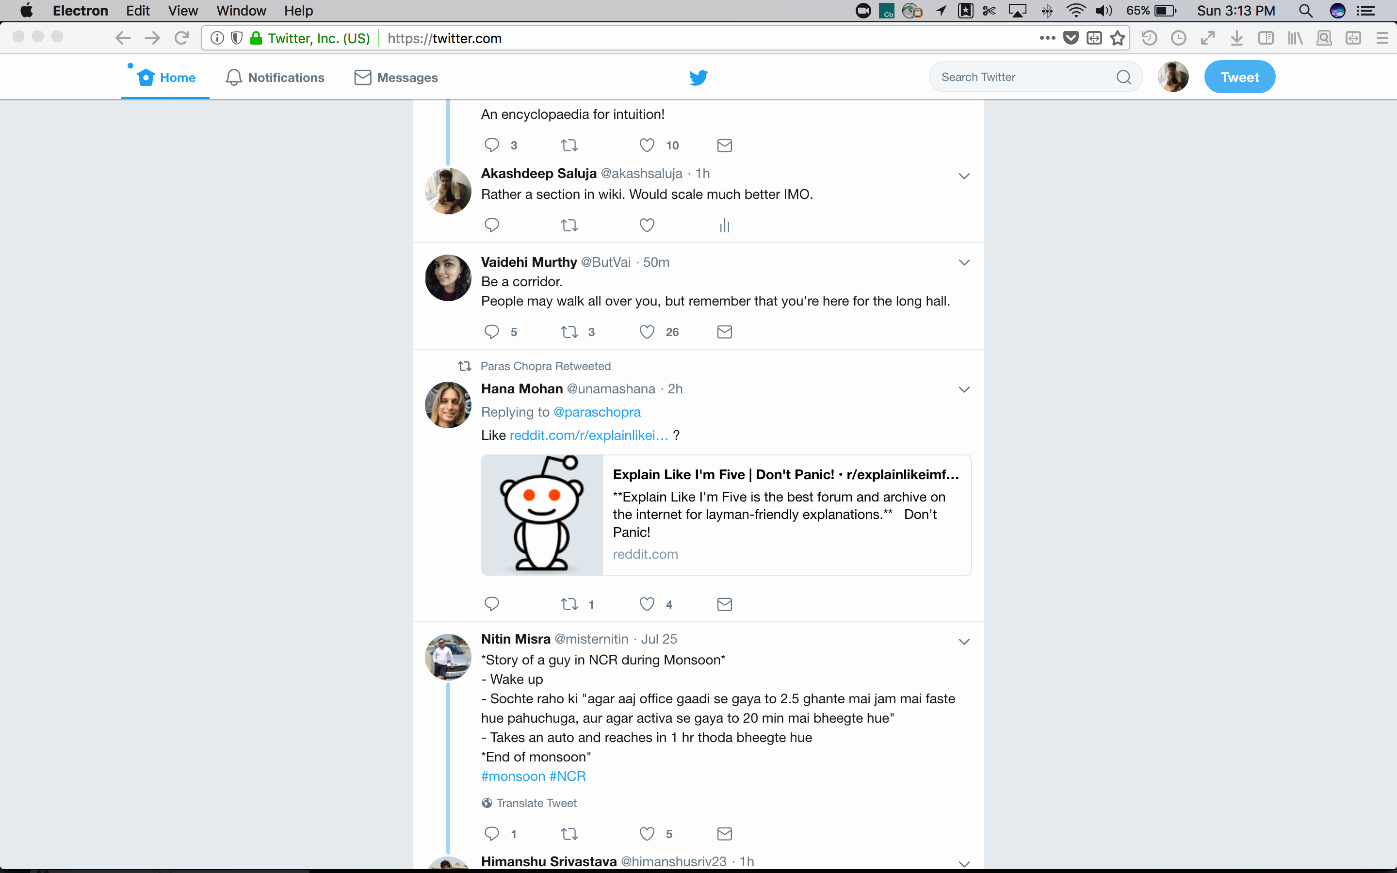 Electron Edit View Window Help
65% Sun 3:13 PM
Twitter, Inc. (US) https://twitter.com
Home Notifications Messages Search Twitter Tweet
An encyclopaedia for intuition!
3 10
Akashdeep Saluja @akashsaluja · 1h
Rather a section in wiki. Would scale much better IMO.
Vaidehi Murthy @ButVai · 50m
Be a corridor.
People may walk all over you, but remember that you're here for the long hall.
5 3 26
Paras Chopra Retweeted
Hana Mohan @unamashana · 2h
Replying to @paraschopra
Like reddit.com/r/explainlikei… ?
Explain Like I'm Five | Don't Panic! • r/explainlikeimf...
**Explain Like I'm Five is the best forum and archive on
the internet for layman-friendly explanations.** Don't
Panic!
reddit.com
1 4
Nitin Misra @misternitin · Jul 25
*Story of a guy in NCR during Monsoon*
- Wake up
- Sochte raho ki "agar aaj office gaadi se gaya to 2.5 ghante mai jam mai faste
hue pahuchuga, aur agar activa se gaya to 20 min mai bheegte hue"
- Takes an auto and reaches in 1 hr thoda bheegte hue
*End of monsoon"
#monsoon #NCR
Translate Tweet
1 5
Himanshu Srivastava @himanshusriv23 · 1h